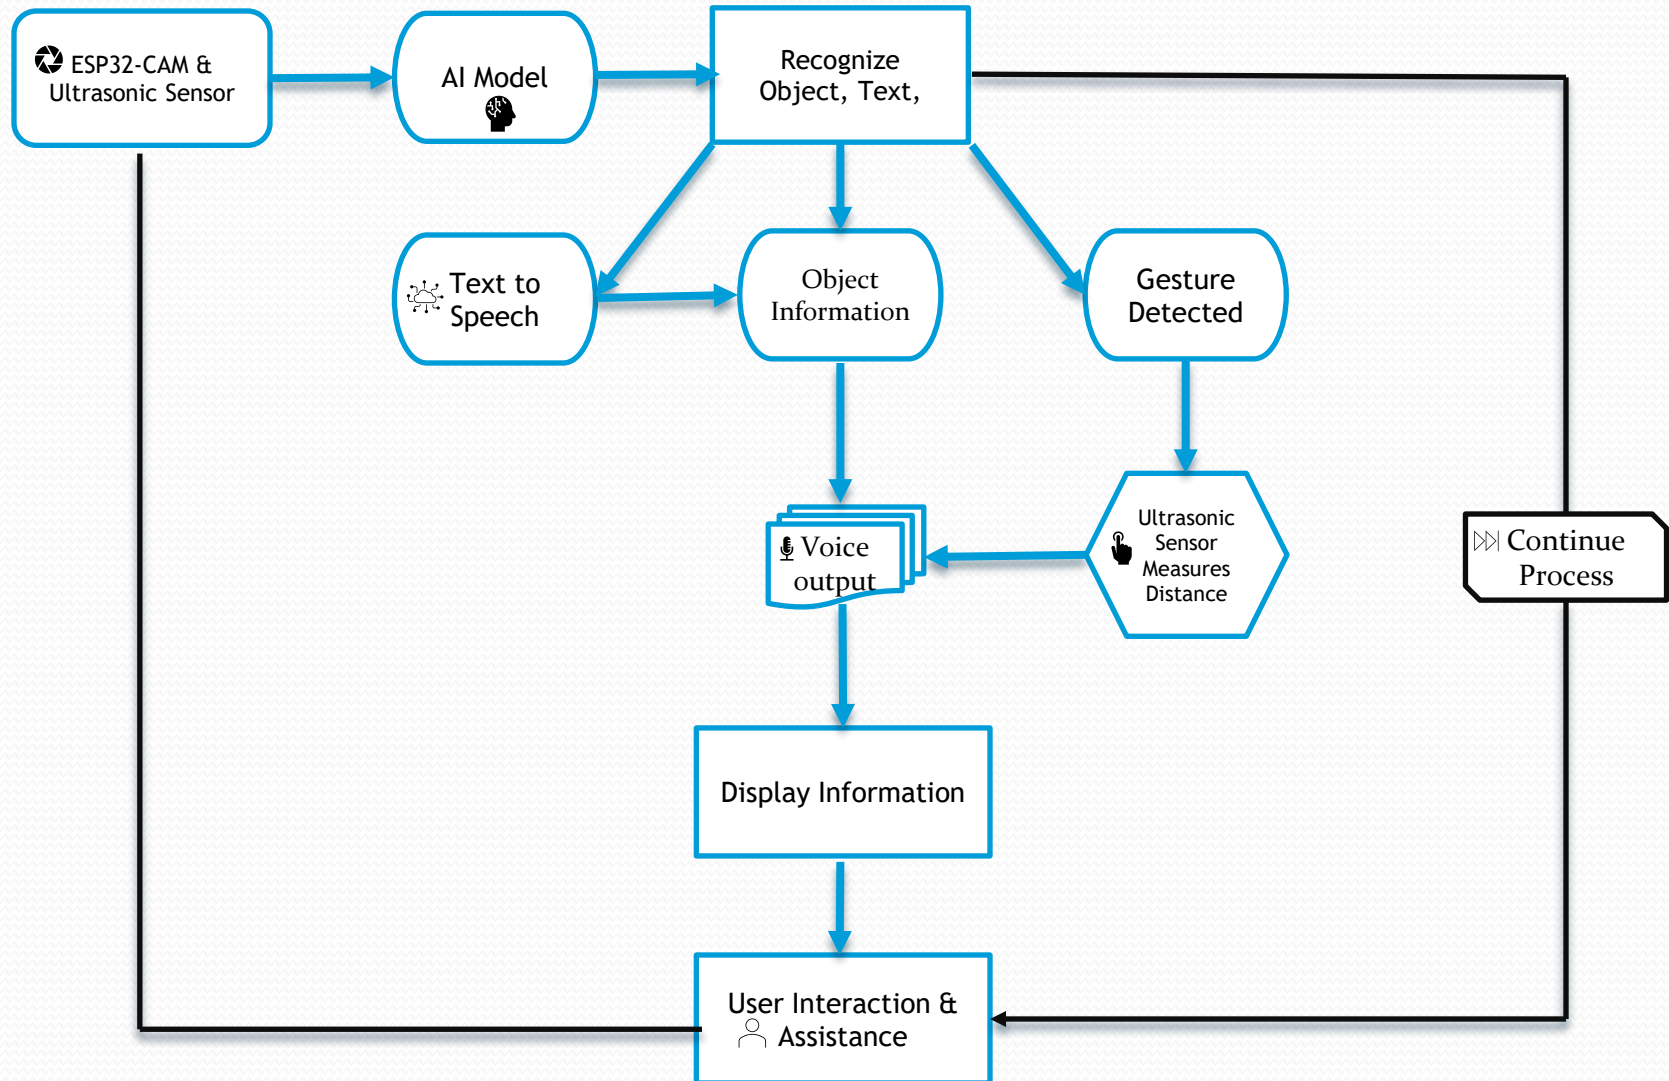 ESP32-CAM &
Ultrasonic Sensor
AI Model
Recognize
Object, Text,
Text to
Speech
Object
Information
Gesture
Detected
Voice
output
Ultrasonic
Sensor
Measures
Distance
Continue
Process
Display Information
User Interaction &
Assistance